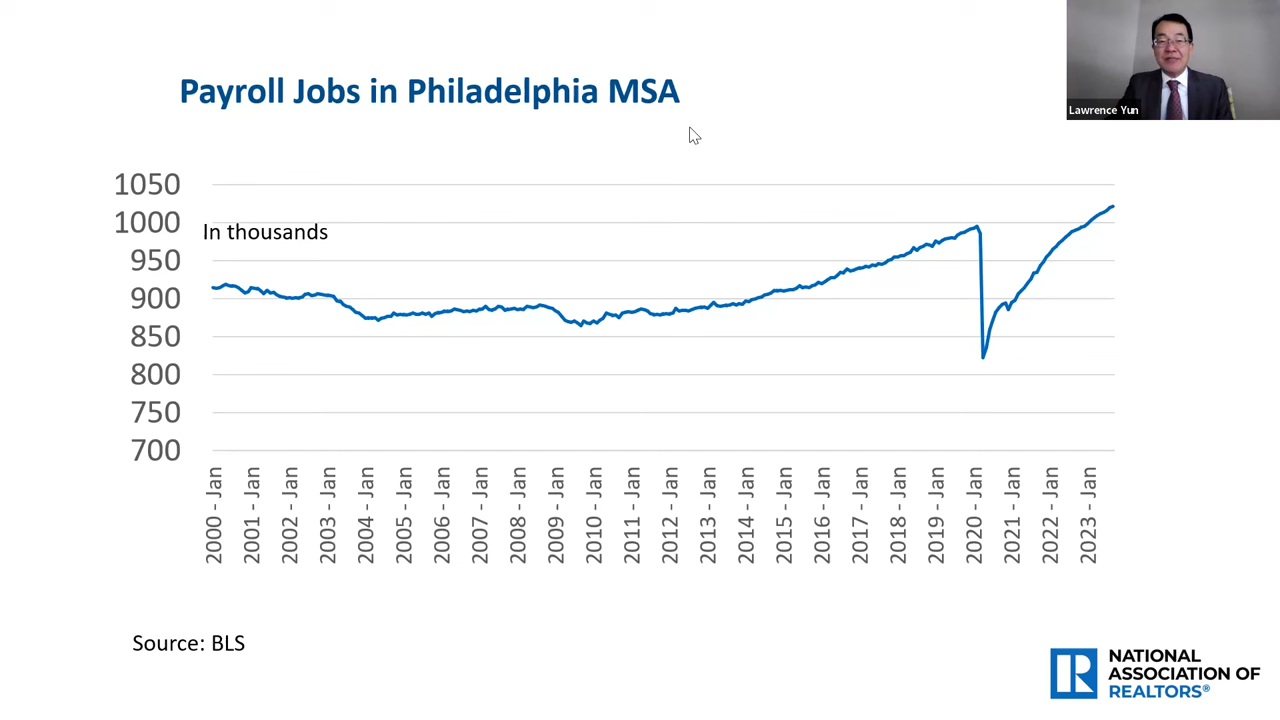 Payroll Jobs in Philadelphia MSA
Lawrence Yun
1050
1000
In thousands
950
900
850
800
750
700
2000 - Jan
2001 - Jan
2002 - Jan
2003 - Jan
2004 - Jan
2005 - Jan
2006 - Jan
2007 - Jan
2008 - Jan
2009 - Jan
2010 - Jan
2011 - Jan
2012 - Jan
2013 - Jan
2014 - Jan
2015 - Jan
2016 - Jan
2017 - Jan
2018 - Jan
2019 - Jan
2020 - Jan
2021 - Jan
2022 - Jan
2023 - Jan
Source: BLS
R
NATIONAL
ASSOCIATION OF
REALTORS®